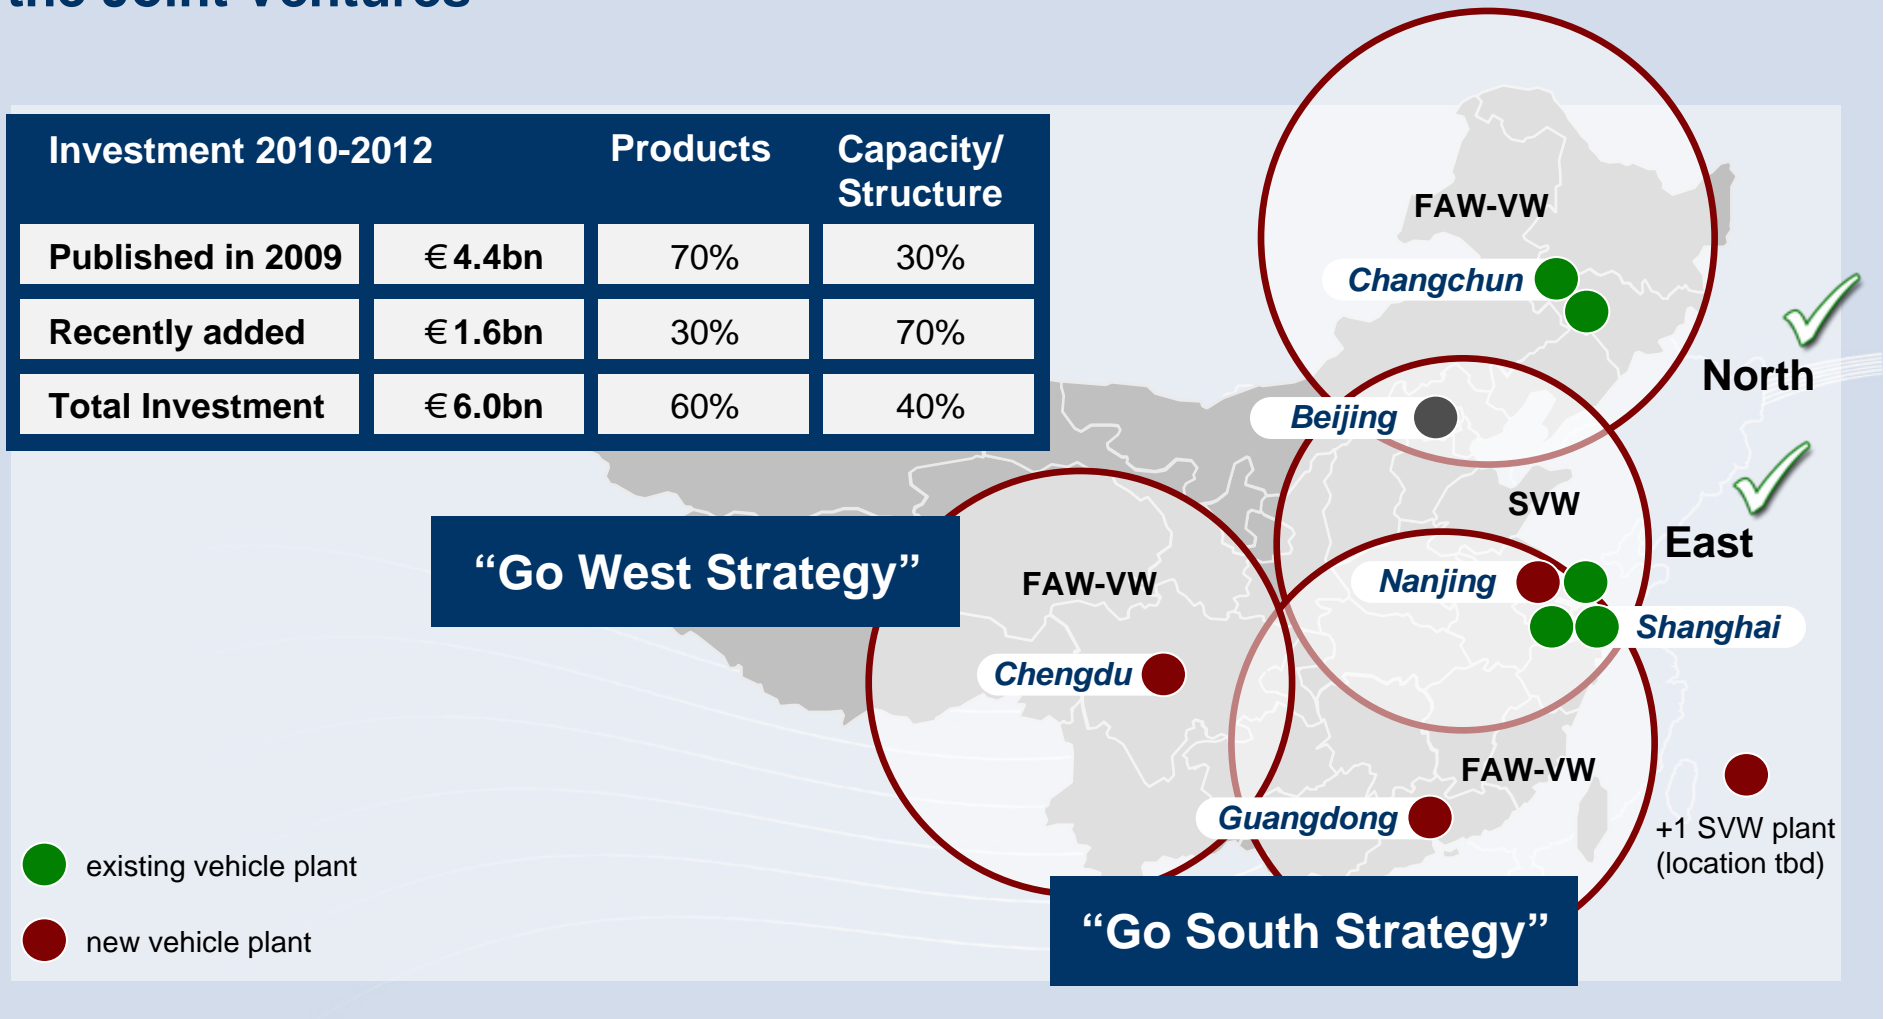 the Joint Ventures
Investment 2010-2012 Products Capacity/
Structure
Published in 2009 €4.4bn 70% 30%
Recently added €1.6bn 30% 70%
Total Investment €6.0bn 60% 40%
FAW-VW
Changchun
North
Beijing
SVW
East
“Go West Strategy”
FAW-VW
Nanjing
Shanghai
Chengdu
FAW-VW
Guangdong
+1 SVW plant
(location tbd)
existing vehicle plant
new vehicle plant
“Go South Strategy”